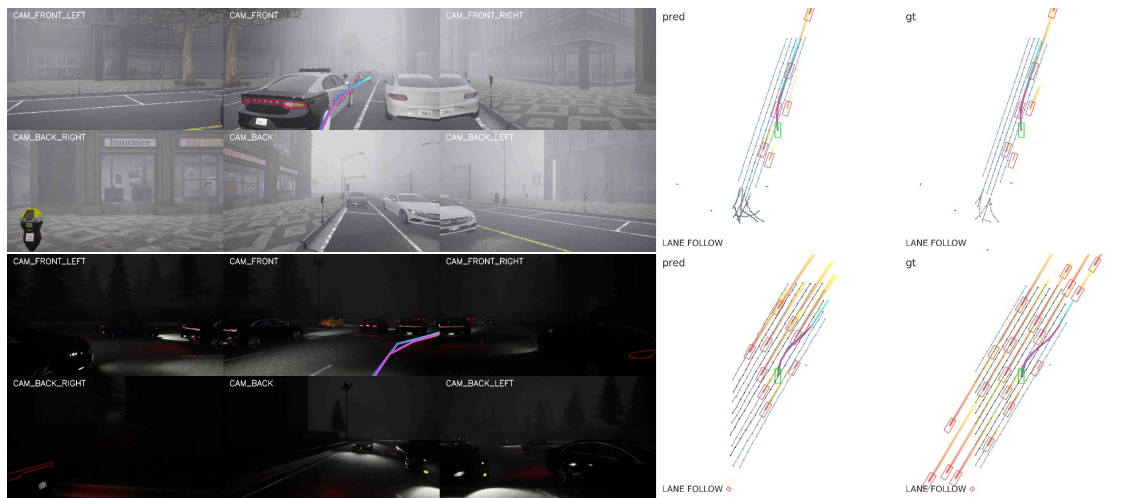 CAM_FRONT_LEFT
CAM_FRONT
CAM_FRONT_RIGHT
pred
gt
CAM_BACK_RIGHT
CAM_BACK
CAM_BACK_LEFT
Insurance
LANE FOLLOW
LANE FOLLOW
CAM_FRONT_LEFT
CAM_FRONT
CAM_FRONT_RIGHT
pred
gt
CAM_BACK_RIGHT
CAM_BACK
CAM_BACK_LEFT
LANE FOLLOW
LANE FOLLOW